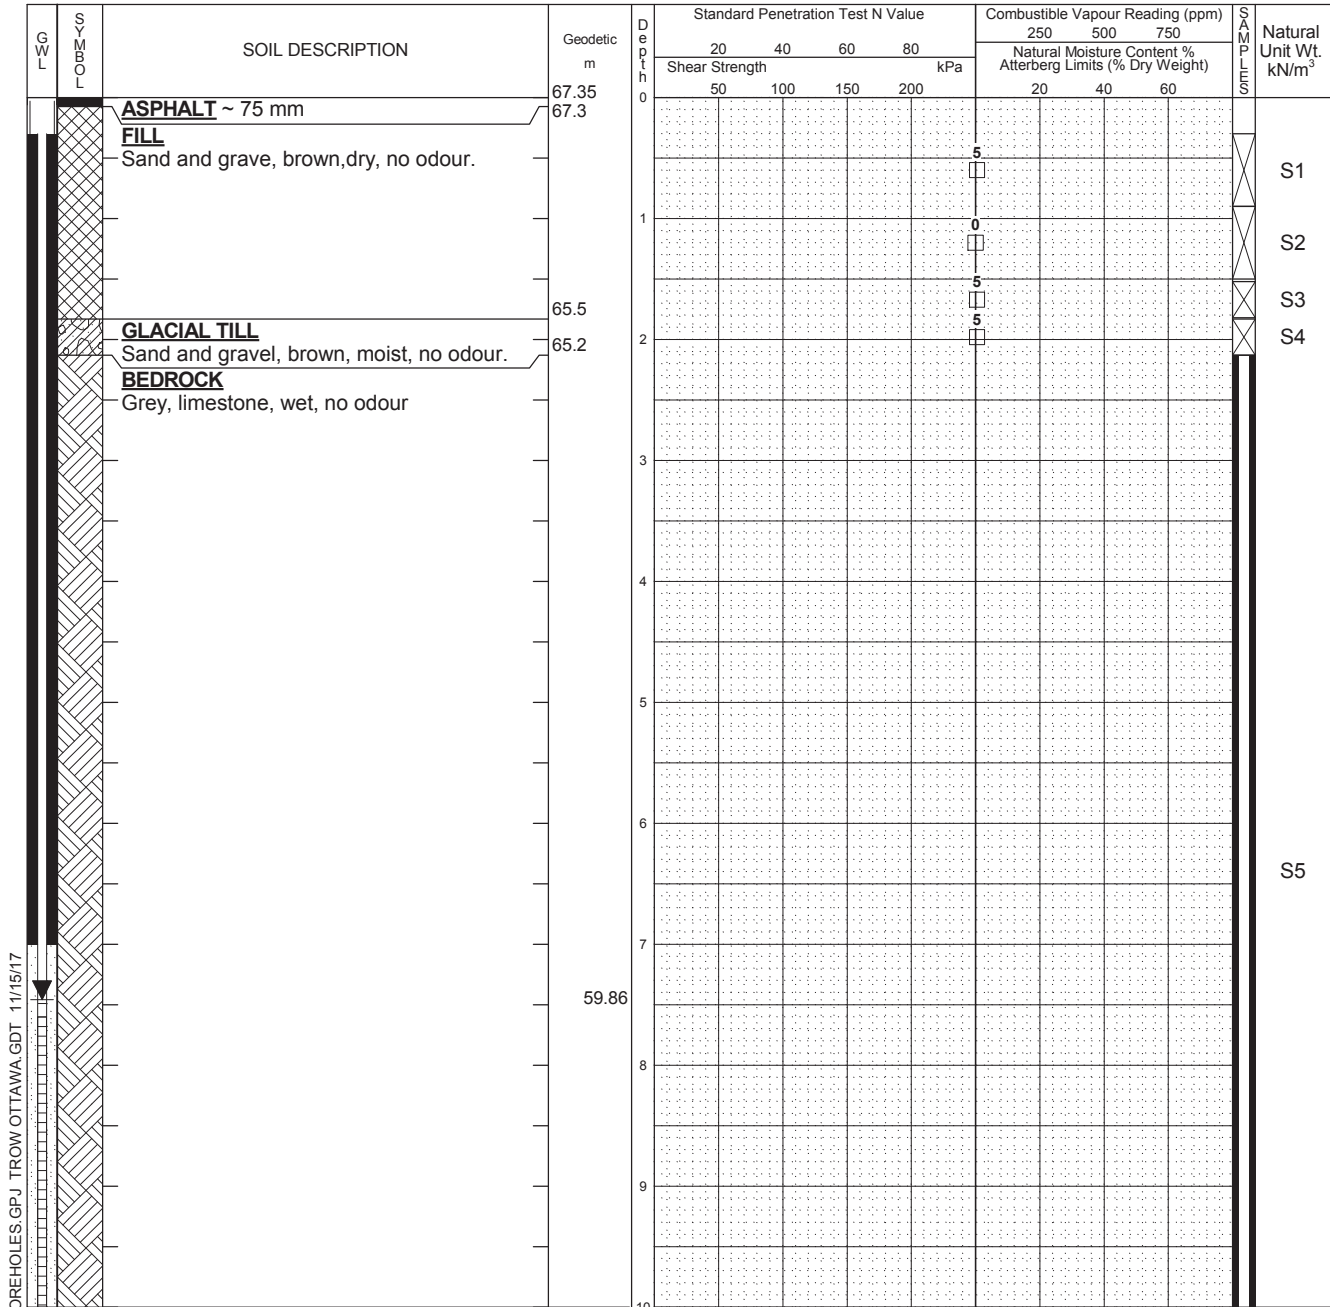 GWL
SYMBOL
SOIL DESCRIPTION
Geodetic
m
Depth
Standard Penetration Test N Value
20 40 60 80
Shear Strength kPa
50 100 150 200
Combustible Vapour Reading (ppm)
250 500 750
Natural Moisture Content %
Atterberg Limits (% Dry Weight)
20 40 60
SAMPLES
Natural
Unit Wt.
kN/m³
67.35
0
ASPHALT ~ 75 mm
67.3
FILL
Sand and grave, brown,dry, no odour.
5
S1
1
0
S2
5
S3
65.5
5
GLACIAL TILL
S4
2
Sand and gravel, brown, moist, no odour.
65.2
BEDROCK
Grey, limestone, wet, no odour
3
4
5
6
S5
7
59.86
8
9
10
OREHOLES.GPJ TROW OTTAWA.GDT 11/15/17